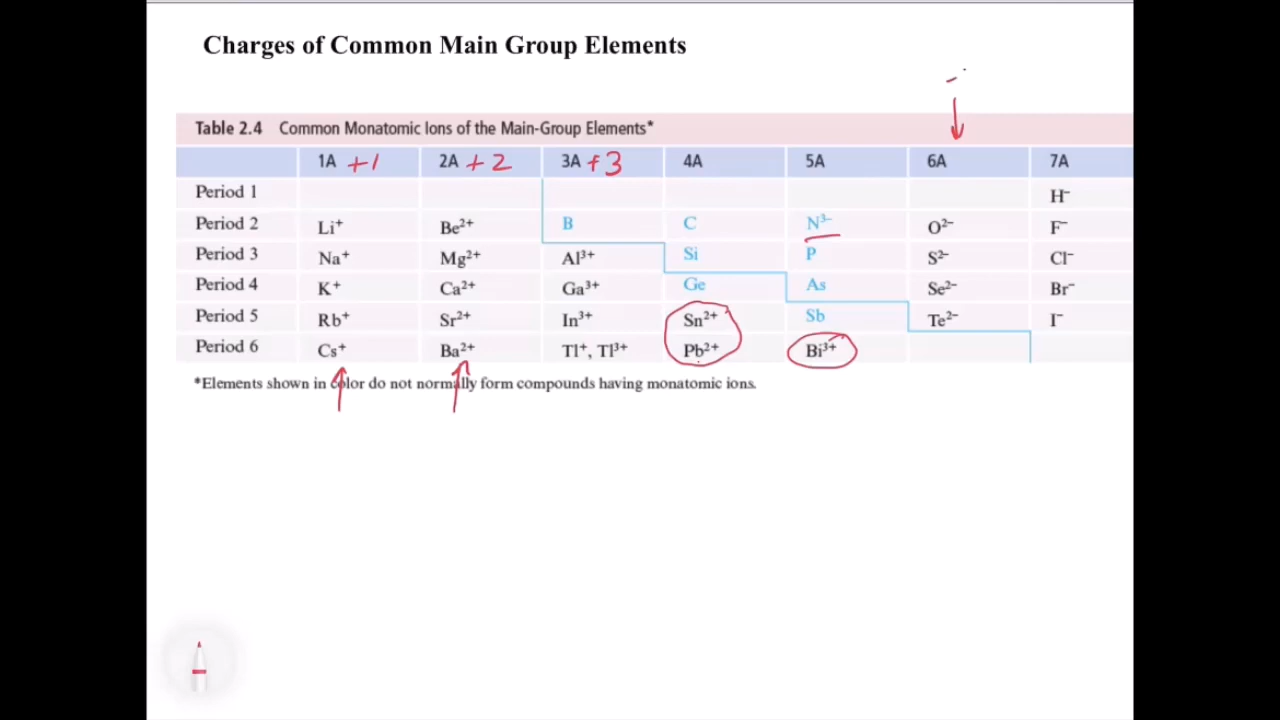 Charges of Common Main Group Elements
-
Table 2.4 Common Monatomic Ions of the Main-Group Elements*
1A +1 2A +2 3A +3 4A 5A 6A 7A
Period 1 H⁻
Period 2 Li⁺ Be²⁺ B C N³⁻ O²⁻ F⁻
Period 3 Na⁺ Mg²⁺ Al³⁺ Si P S²⁻ Cl⁻
Period 4 K⁺ Ca²⁺ Ga³⁺ Ge As Se²⁻ Br⁻
Period 5 Rb⁺ Sr²⁺ In³⁺ Sn²⁺ Sb Te²⁻ I⁻
Period 6 Cs⁺ Ba²⁺ Tl⁺, Tl³⁺ Pb²⁺ Bi³⁺
*Elements shown in color do not normally form compounds having monatomic ions.